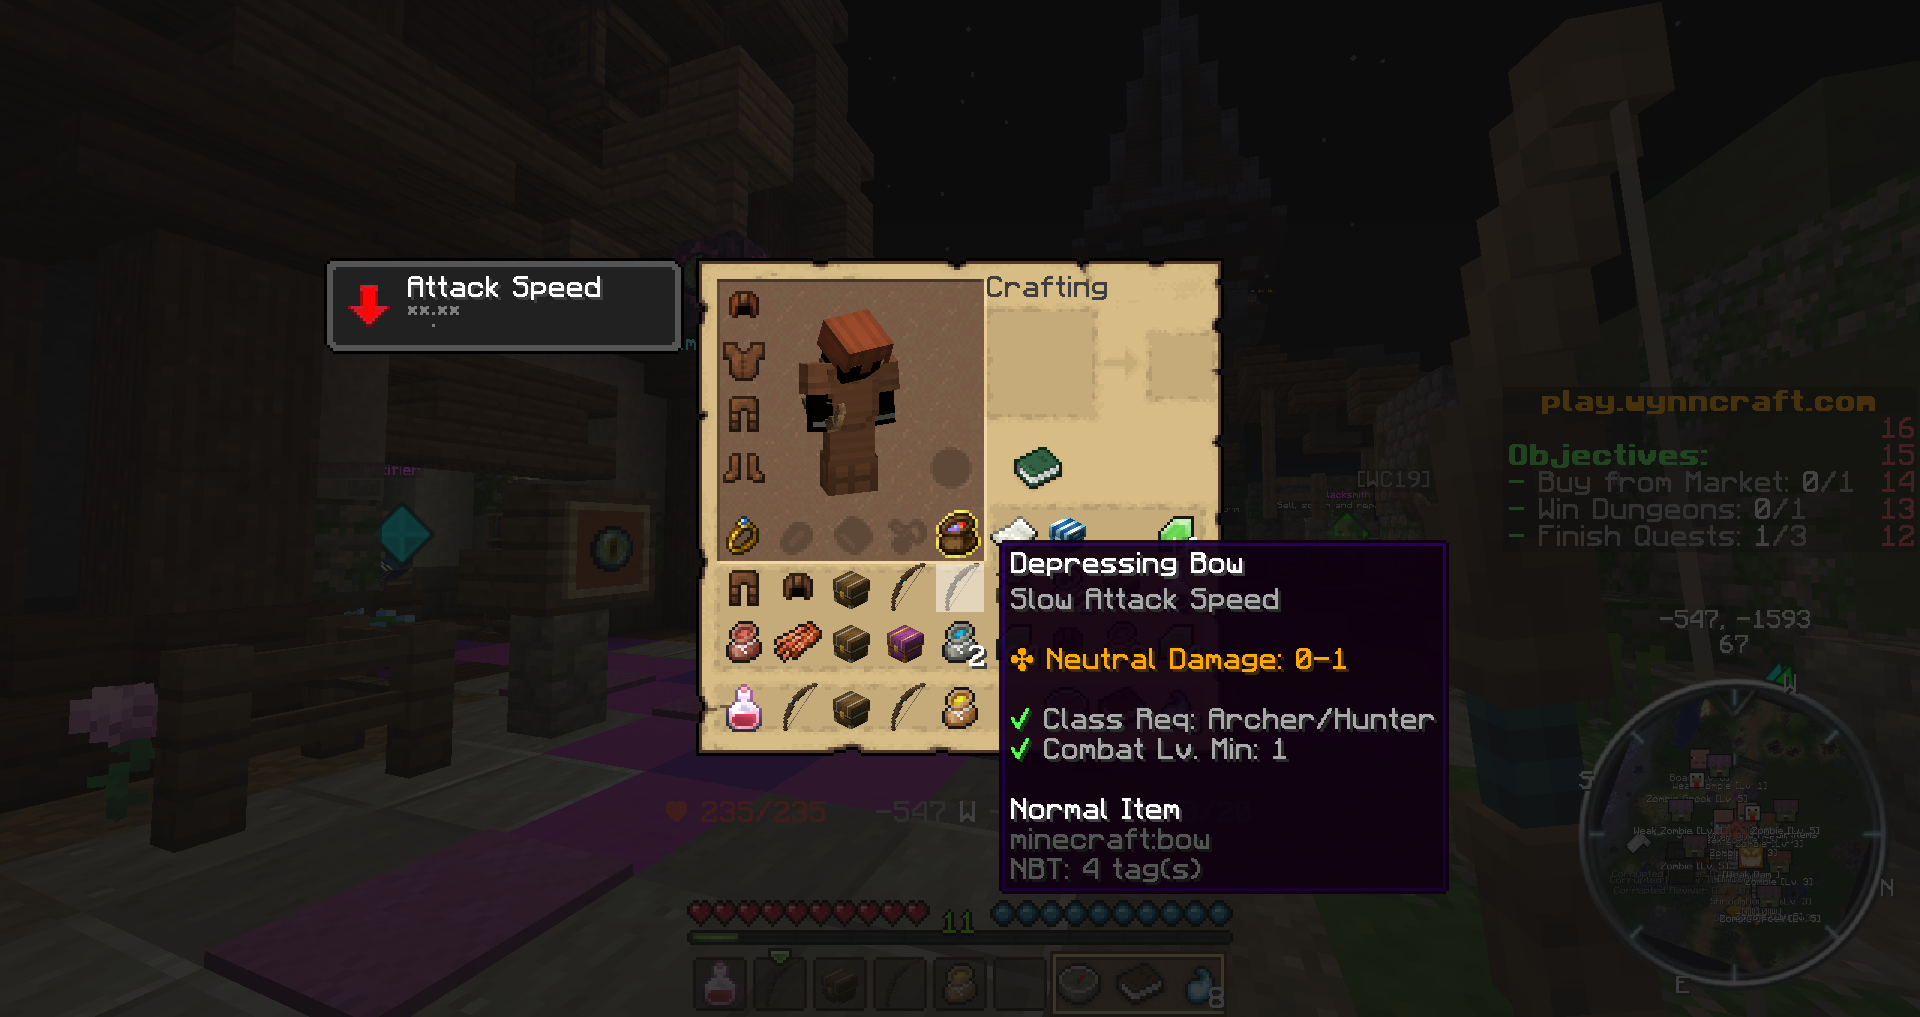 Attack Speed
xx.xx
Crafting
Depressing Bow
Slow Attack Speed
Neutral Damage: 0-1
✓ Class Req: Archer/Hunter
✓ Combat Lv. Min: 1
Normal Item
minecraft:bow
NBT: 4 tag(s)
2
play.wynncraft.com
16
Objectives:
15
- Buy from Market: 0/1
14
- Win Dungeons: 0/1
13
- Finish Quests: 1/3
12
[WC19]
-547, -1593
67
W
S
N
E
235/235
-547 W
11
8